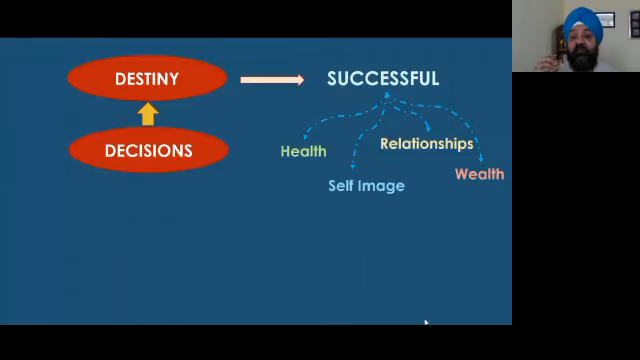 DESTINY
SUCCESSFUL
DECISIONS
Health
Relationships
Self Image
Wealth